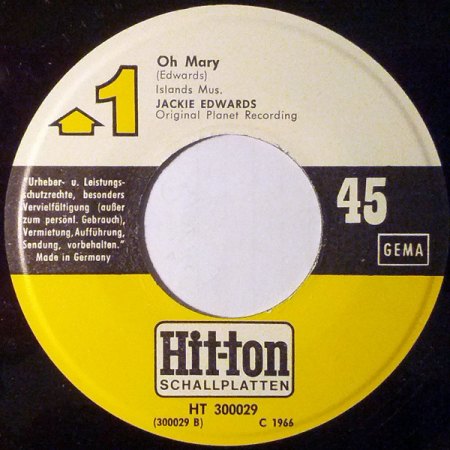 1
Oh Mary
(Edwards)
Islands Mus.
JACKIE EDWARDS
Original Planet Recording
"Urheber- u. Leistungs-
schutzrechte, besonders
Vervielfältigung (außer
zum persönl. Gebrauch),
Vermietung, Aufführung,
Sendung, vorbehalten."
Made in Germany
45
GEMA
Hit-ton
SCHALLPLATTEN
HT 300029
(300029 B) C 1966